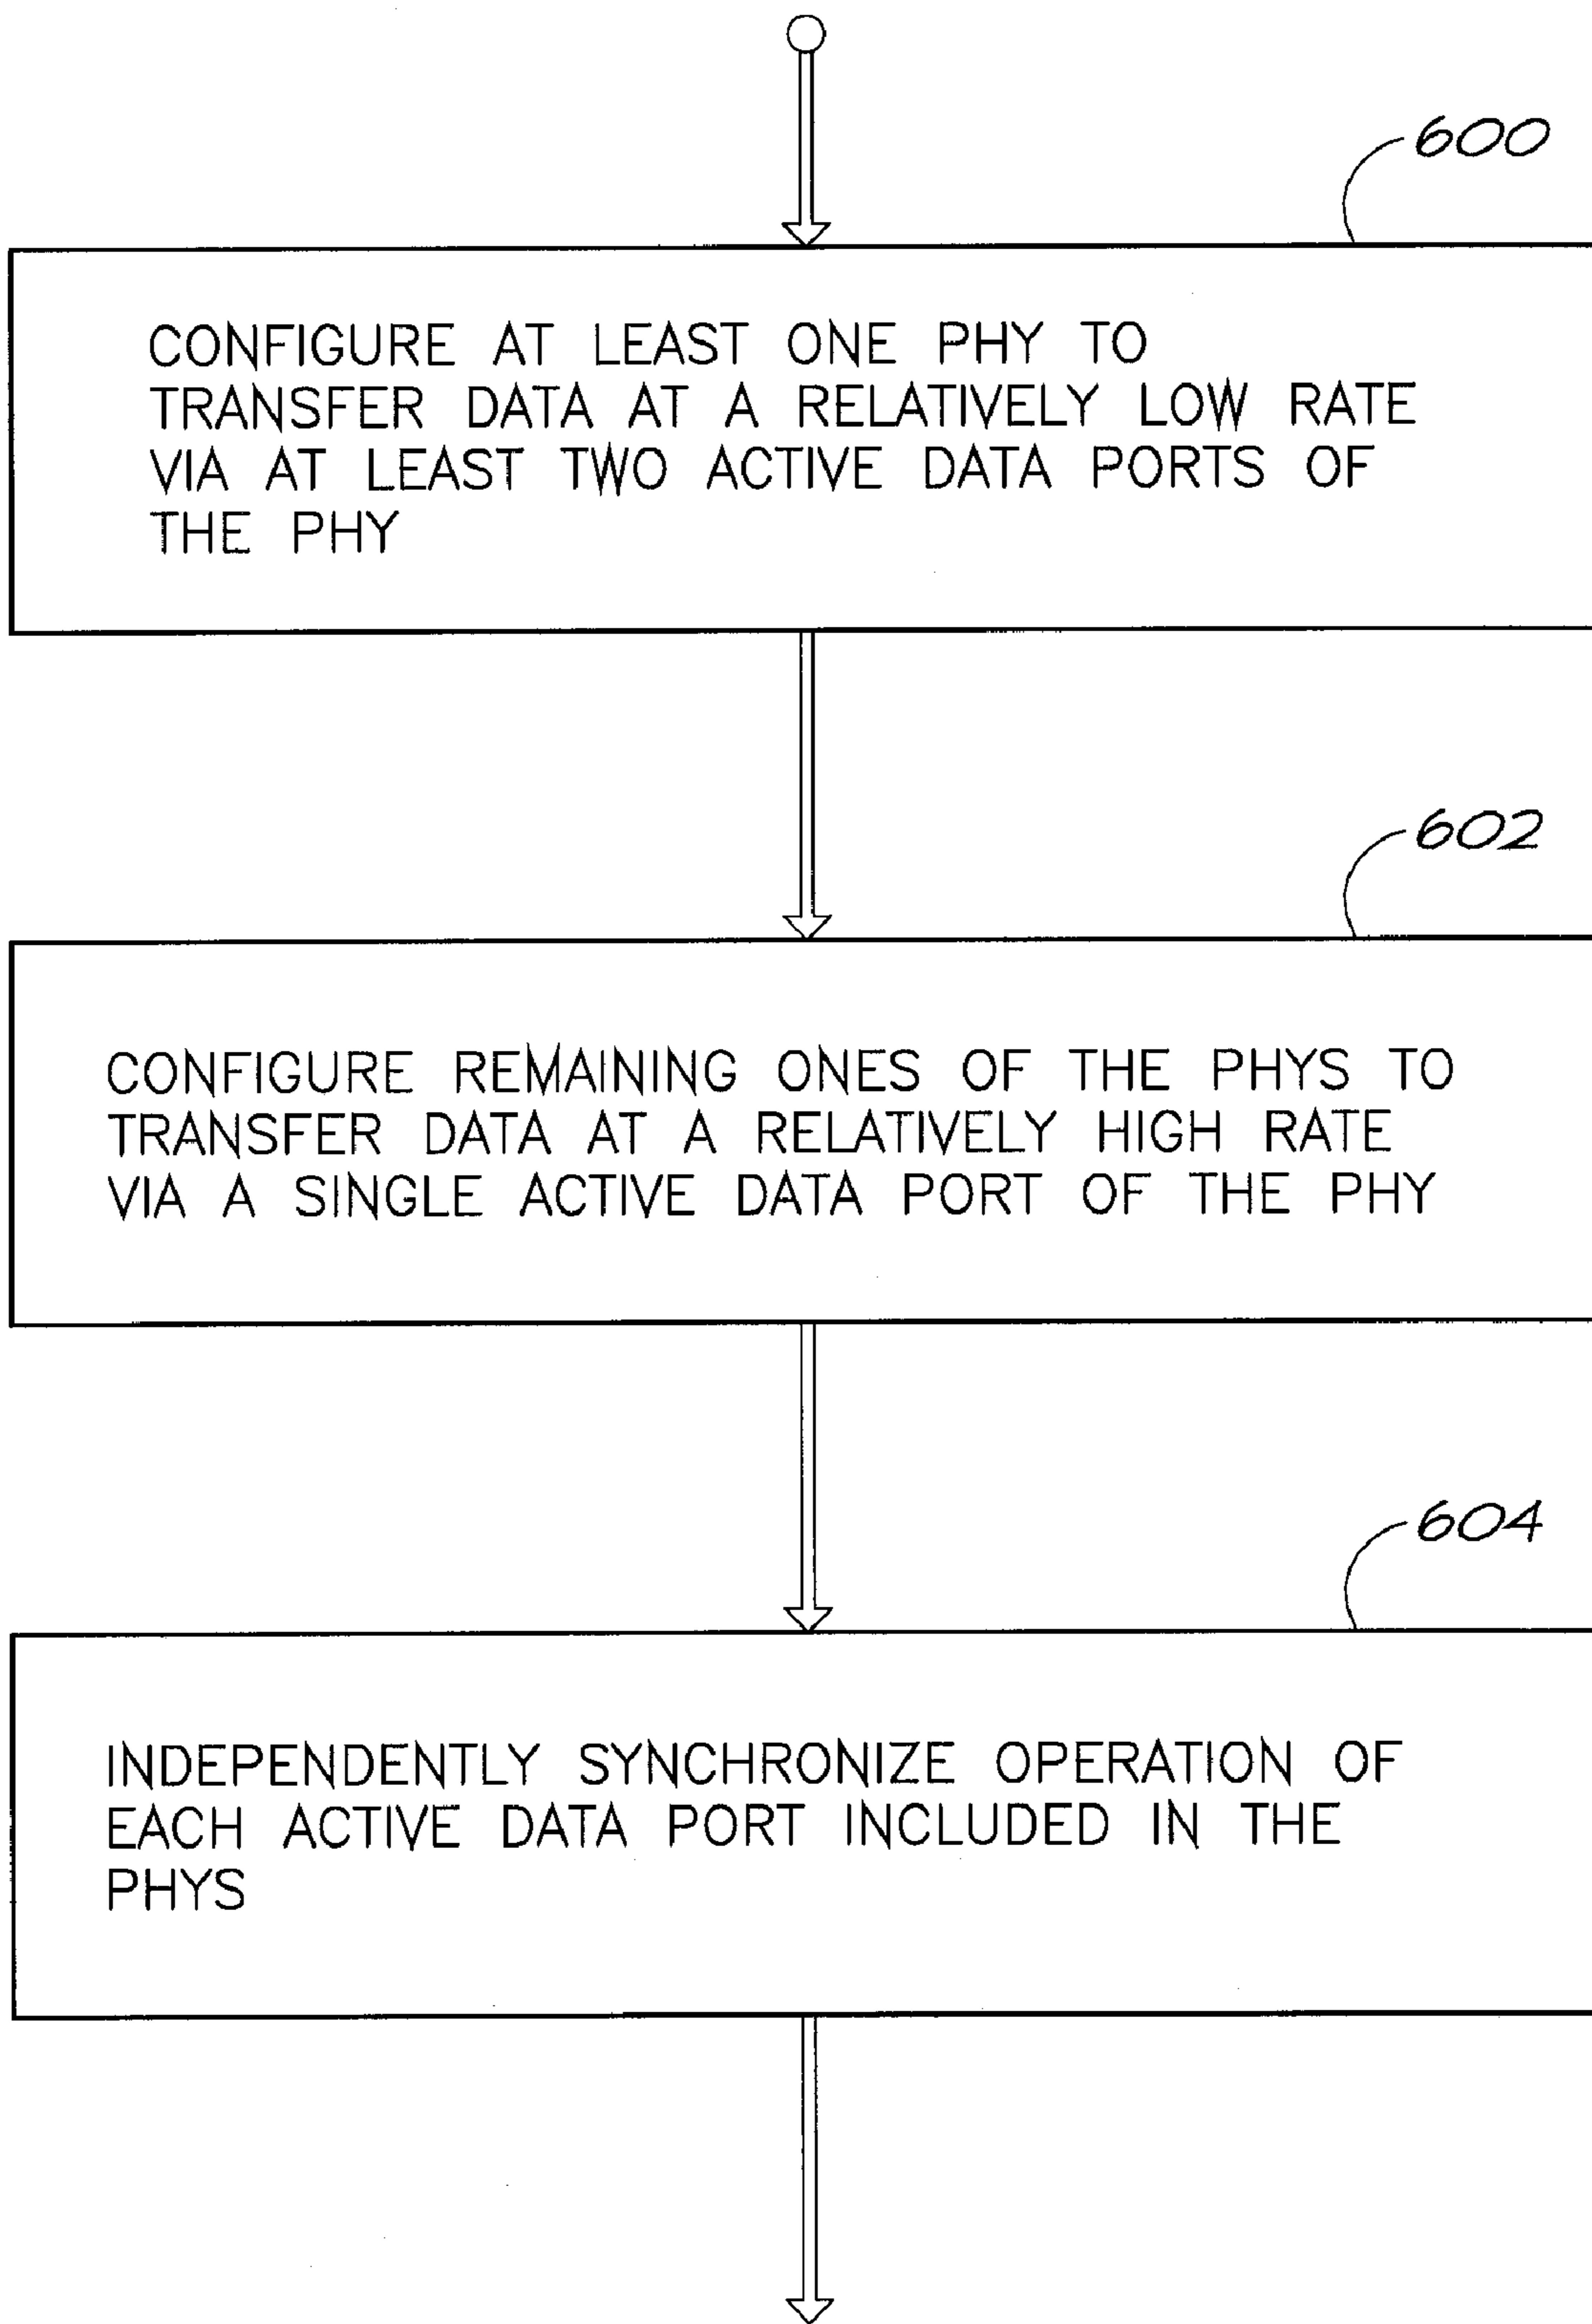 600
CONFIGURE AT LEAST ONE PHY TO
TRANSFER DATA AT A RELATIVELY LOW RATE
VIA AT LEAST TWO ACTIVE DATA PORTS OF
THE PHY
602
CONFIGURE REMAINING ONES OF THE PHYS TO
TRANSFER DATA AT A RELATIVELY HIGH RATE
VIA A SINGLE ACTIVE DATA PORT OF THE PHY
604
INDEPENDENTLY SYNCHRONIZE OPERATION OF
EACH ACTIVE DATA PORT INCLUDED IN THE
PHYS